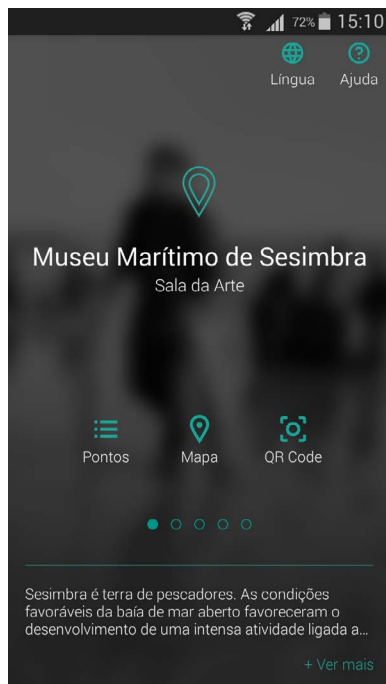 72% 15:10
Língua Ajuda
Museu Marítimo de Sesimbra
Sala da Arte
Pontos Mapa QR Code
Sesimbra é terra de pescadores. As condições
favoráveis da baía de mar aberto favoreceram o
desenvolvimento de uma intensa atividade ligada a...
+ Ver mais